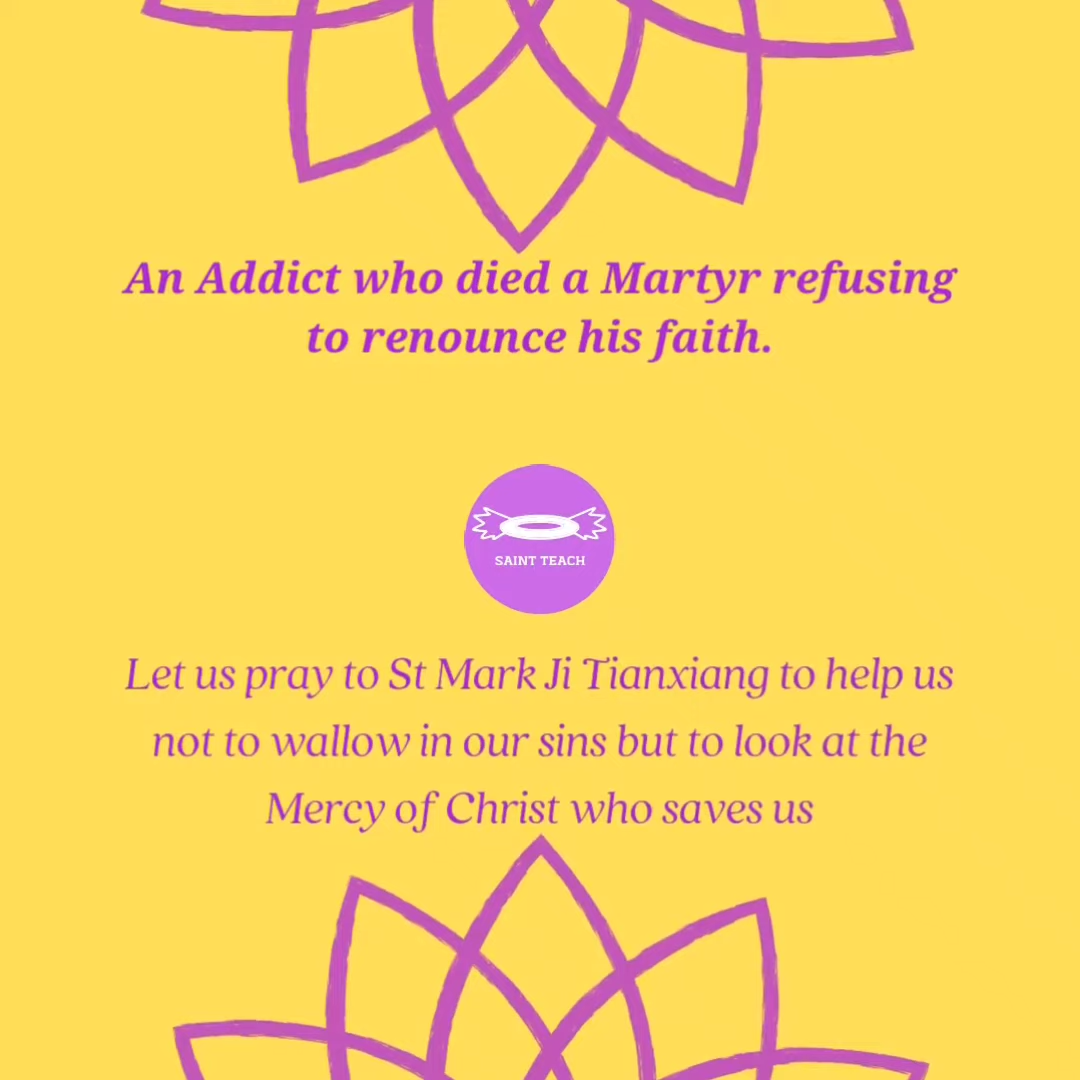 An Addict who died a Martyr refusing
to renounce his faith.
SAINT TEACH
Let us pray to St Mark Ji Tianxiang to help us
not to wallow in our sins but to look at the
Mercy of Christ who saves us